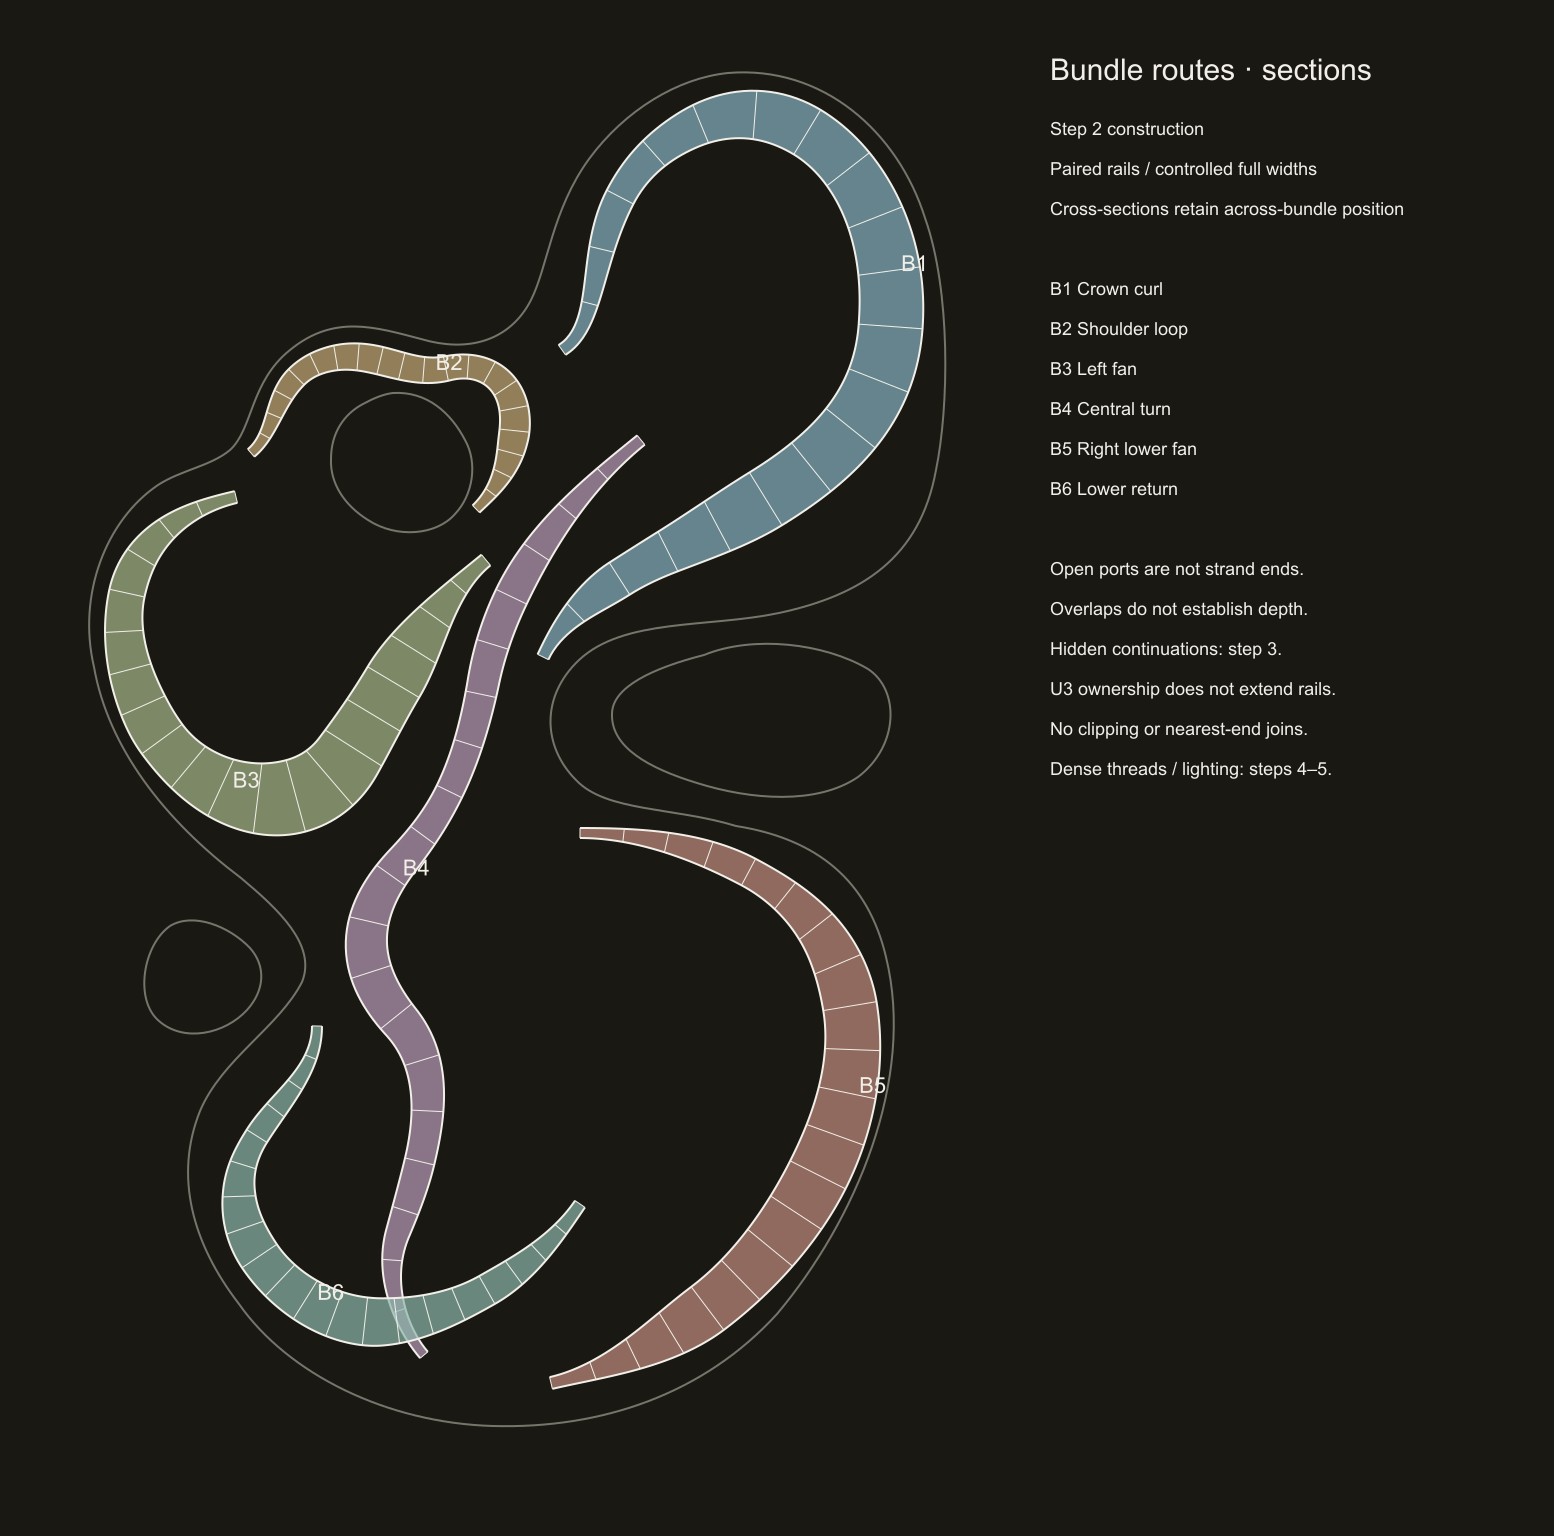 Bundle routes · sections
Step 2 construction
Paired rails / controlled full widths
Cross-sections retain across-bundle position
B1 Crown curl
B2 Shoulder loop
B3 Left fan
B4 Central turn
B5 Right lower fan
B6 Lower return
Open ports are not strand ends.
Overlaps do not establish depth.
Hidden continuations: step 3.
U3 ownership does not extend rails.
No clipping or nearest-end joins.
Dense threads / lighting: steps 4–5.
B1
B2
B3
B4
B5
B6